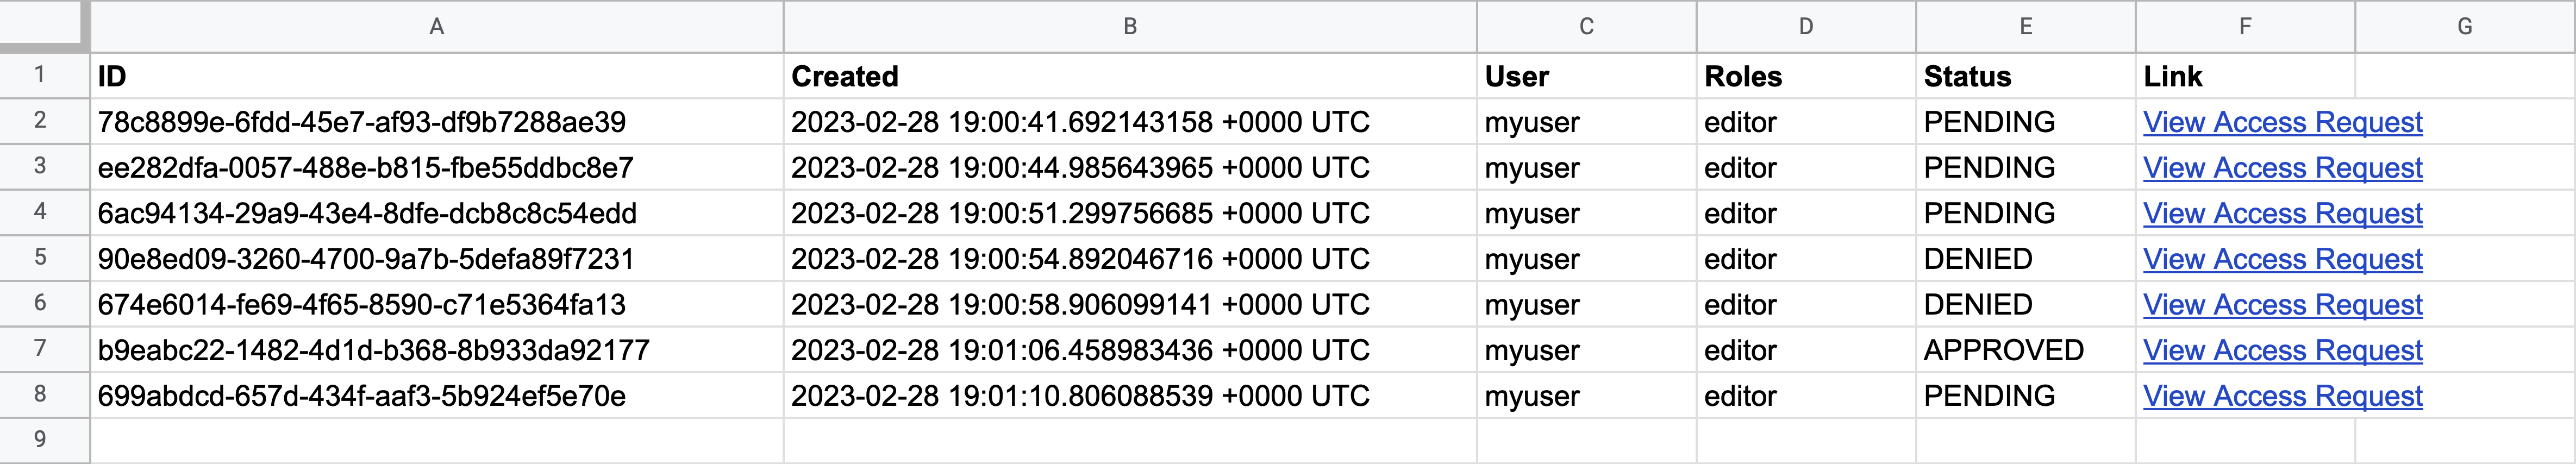 A B C D E F G
1 ID Created User Roles Status Link
2 78c8899e-6fdd-45e7-af93-df9b7288ae39 2023-02-28 19:00:41.692143158 +0000 UTC myuser editor PENDING View Access Request
3 ee282dfa-0057-488e-b815-fbe55ddbc8e7 2023-02-28 19:00:44.985643965 +0000 UTC myuser editor PENDING View Access Request
4 6ac94134-29a9-43e4-8dfe-dcb8c8c54edd 2023-02-28 19:00:51.299756685 +0000 UTC myuser editor PENDING View Access Request
5 90e8ed09-3260-4700-9a7b-5defa89f7231 2023-02-28 19:00:54.892046716 +0000 UTC myuser editor DENIED View Access Request
6 674e6014-fe69-4f65-8590-c71e5364fa13 2023-02-28 19:00:58.906099141 +0000 UTC myuser editor DENIED View Access Request
7 b9eabc22-1482-4d1d-b368-8b933da92177 2023-02-28 19:01:06.458983436 +0000 UTC myuser editor APPROVED View Access Request
8 699abdcd-657d-434f-aaf3-5b924ef5e70e 2023-02-28 19:01:10.806088539 +0000 UTC myuser editor PENDING View Access Request
9